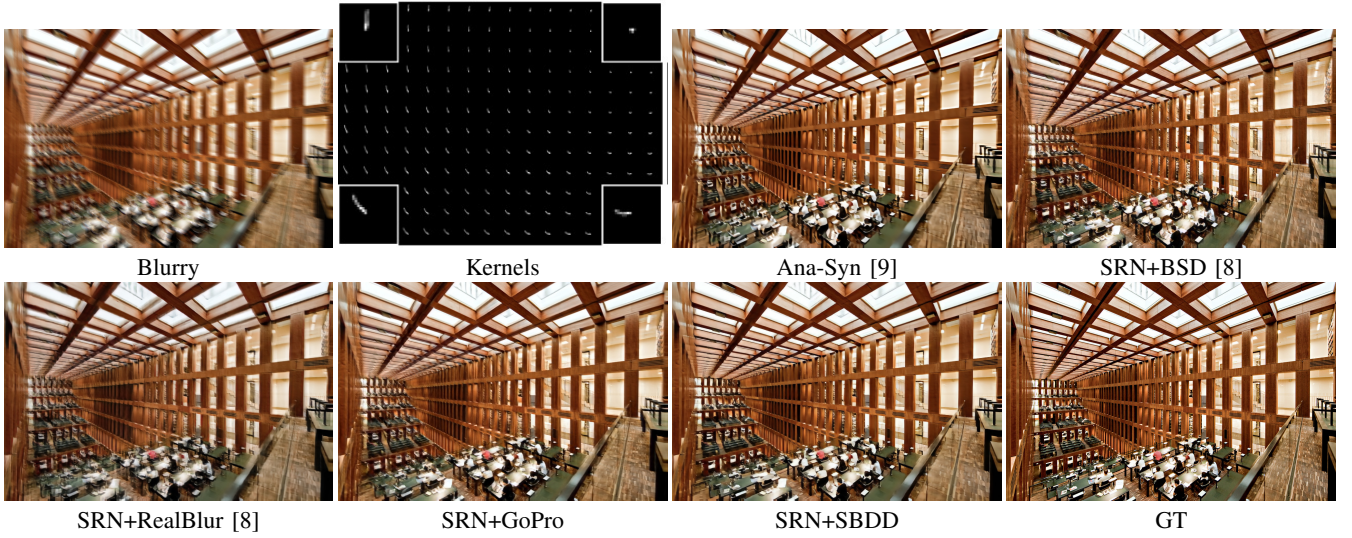 Blurry Kernels Ana-Syn [9] SRN+BSD [8]
SRN+RealBlur [8] SRN+GoPro SRN+SBDD GT